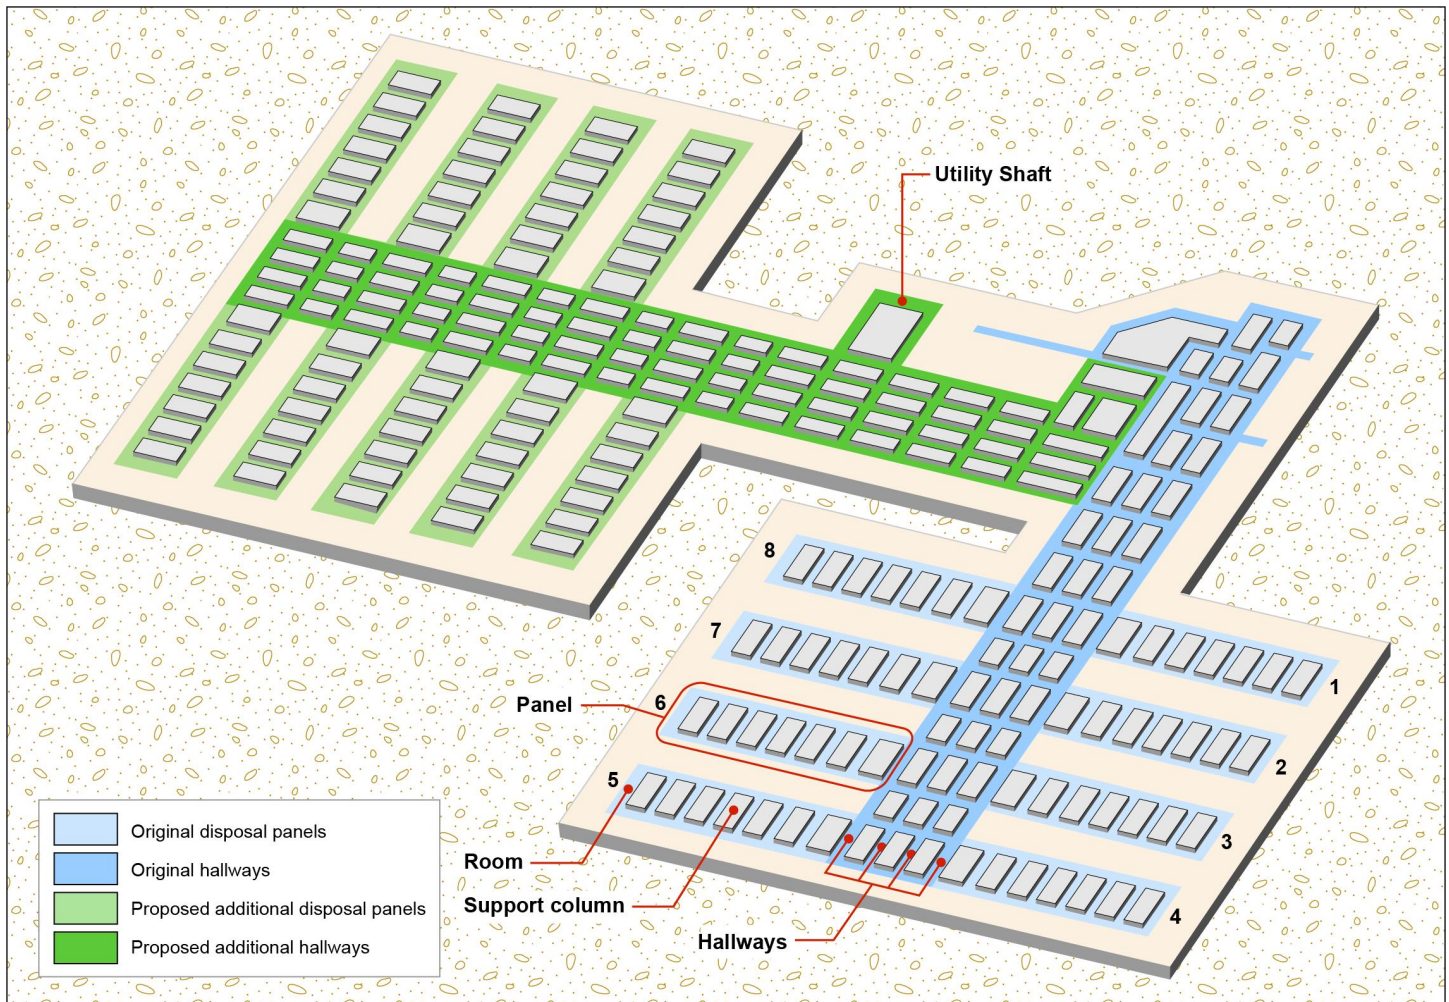 Utility Shaft
8
7
1
Panel
6
2
5
3
Room
Support column
4
Hallways
Original disposal panels
Original hallways
Proposed additional disposal panels
Proposed additional hallways